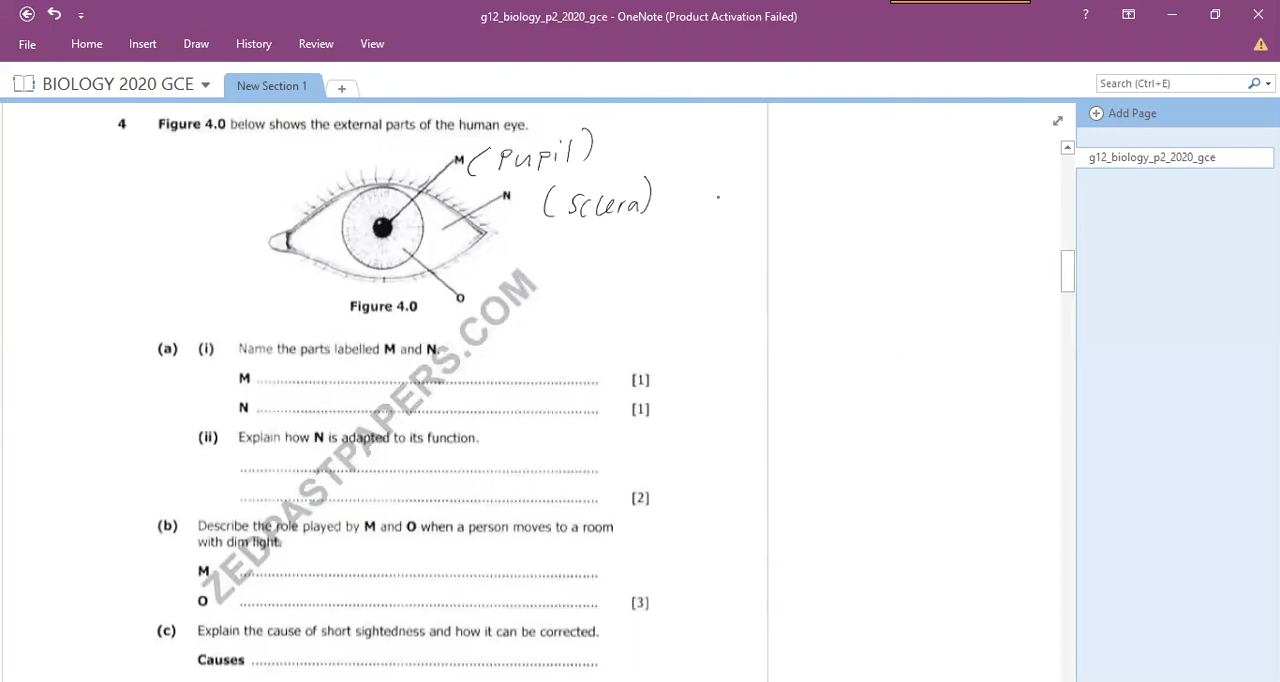 g12_biology_p2_2020_gce - OneNote (Product Activation Failed)
File Home Insert Draw History Review View
BIOLOGY 2020 GCE New Section 1 + Search (Ctrl+E)
Add Page
g12_biology_p2_2020_gce
4 Figure 4.0 below shows the external parts of the human eye.
M (Pupil)
N (Sclera)
O
Figure 4.0
(a) (i) Name the parts labelled M and N.
M ............................................................ [1]
N ............................................................ [1]
(ii) Explain how N is adapted to its function.
............................................................
............................................................ [2]
(b) Describe the role played by M and O when a person moves to a room
with dim light.
M ............................................................
O ............................................................ [3]
(c) Explain the cause of short sightedness and how it can be corrected.
Causes ............................................................
ZEDPASTPAPERS.COM